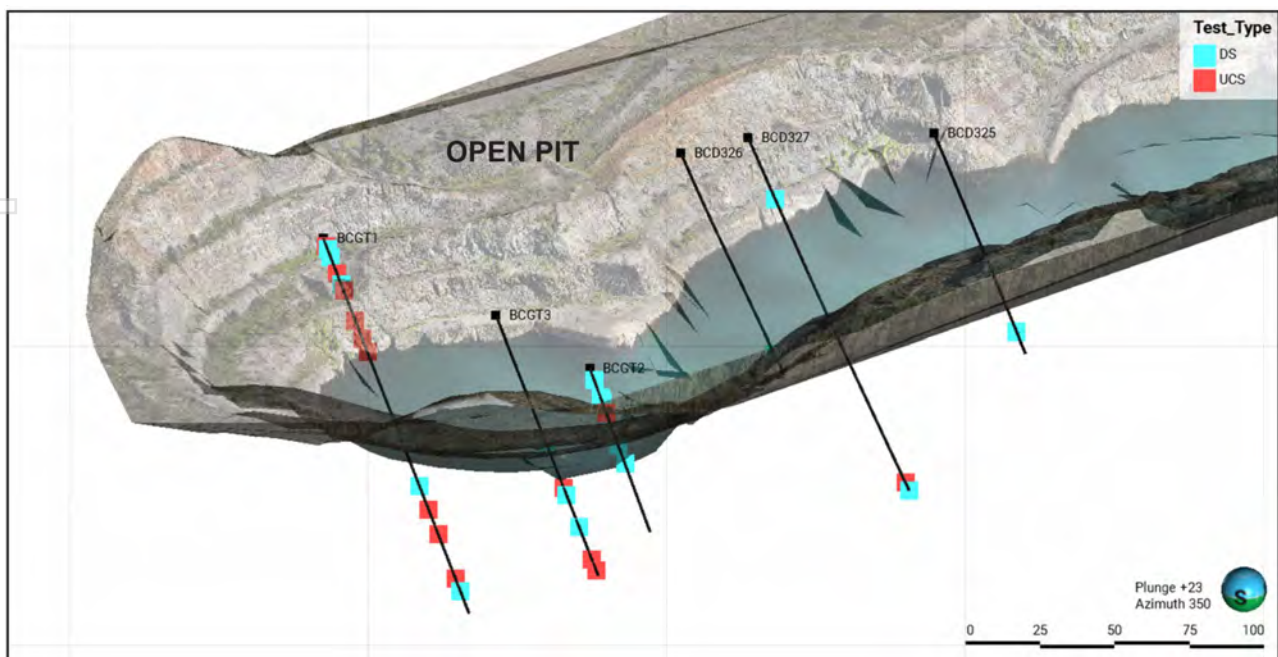 Test_Type
DS
UCS
OPEN PIT
BCD327
BCD325
BCD326
BCGT1
BCGT3
BCGT2
Plunge +23
Azimuth 350
S
0 25 50 75 100